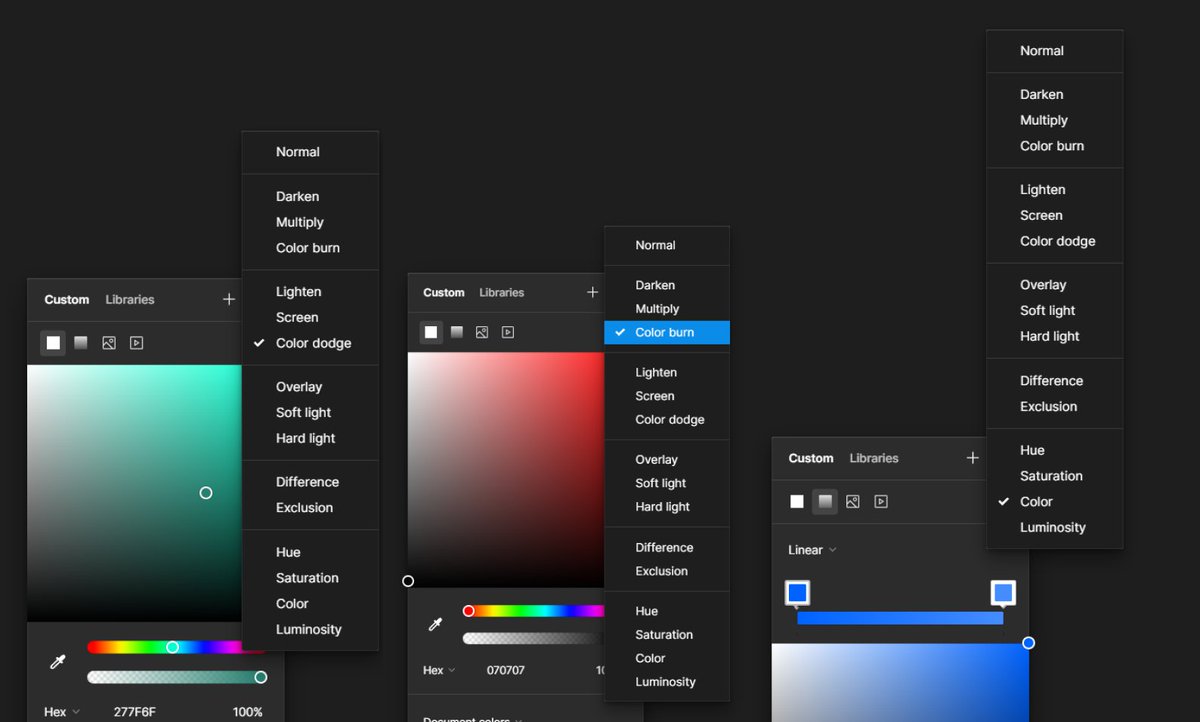 Normal
Darken
Multiply
Color burn
Lighten
Screen
Color dodge
Overlay
Soft light
Hard light
Difference
Exclusion
Hue
Saturation
Color
Luminosity
Custom Libraries
Hex 277F6F 100%
Normal
Darken
Multiply
Color burn
Lighten
Screen
Color dodge
Overlay
Soft light
Hard light
Difference
Exclusion
Hue
Saturation
Color
Luminosity
Custom Libraries
Hex 070707 10
Document colors
Normal
Darken
Multiply
Color burn
Lighten
Screen
Color dodge
Overlay
Soft light
Hard light
Difference
Exclusion
Hue
Saturation
Color
Luminosity
Custom Libraries
Linear